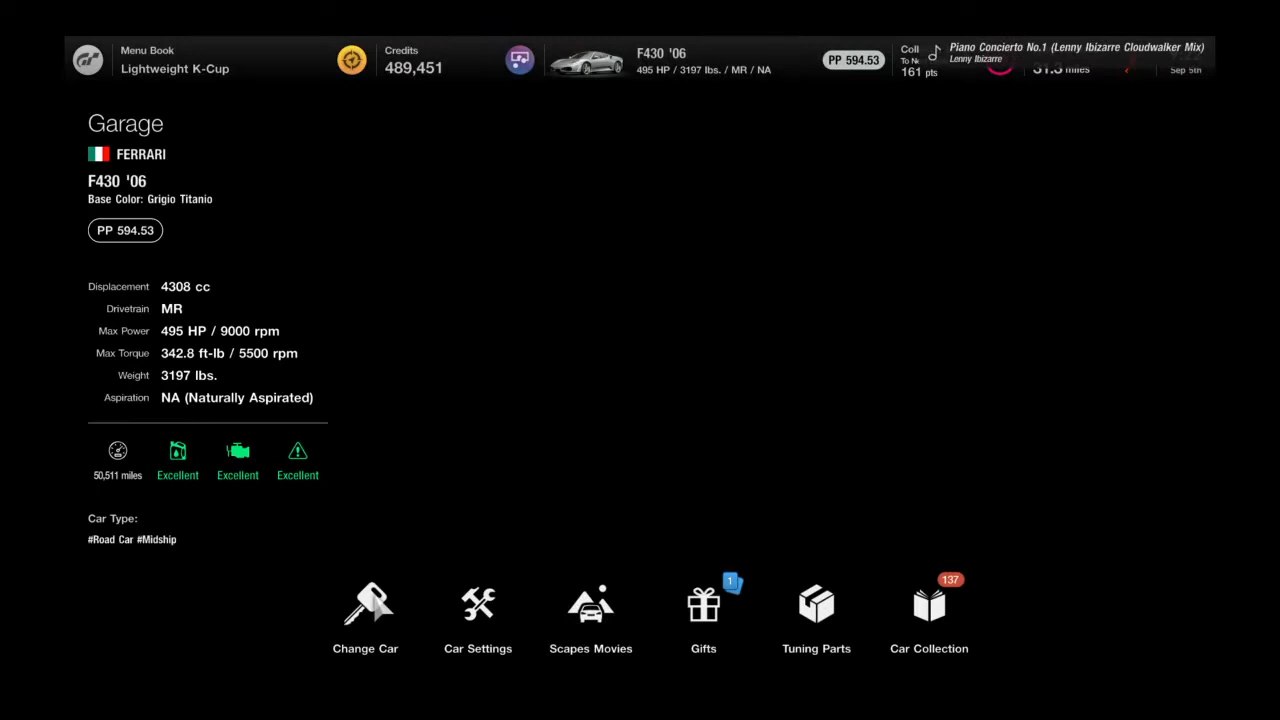 Menu Book
Lightweight K-Cup
Credits
489,451
F430 '06
495 HP / 3197 lbs. / MR / NA
PP 594.53
Coll
161 pts
Piano Concierto No.1 (Lenny Ibizarre Cloudwalker Mix)
Lenny Ibizarre
31.3 miles
Sep 5th
Garage
FERRARI
F430 '06
Base Color: Grigio Titanio
PP 594.53
Displacement 4308 cc
Drivetrain MR
Max Power 495 HP / 9000 rpm
Max Torque 342.8 ft-lb / 5500 rpm
Weight 3197 lbs.
Aspiration NA (Naturally Aspirated)
50,511 miles Excellent Excellent Excellent
Car Type:
#Road Car #Midship
1
137
Change Car Car Settings Scapes Movies Gifts Tuning Parts Car Collection